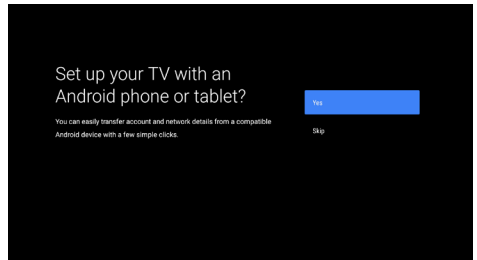 Set up your TV with an
Android phone or tablet?
You can easily transfer account and network details from a compatible
Android device with a few simple clicks.
Yes
Skip